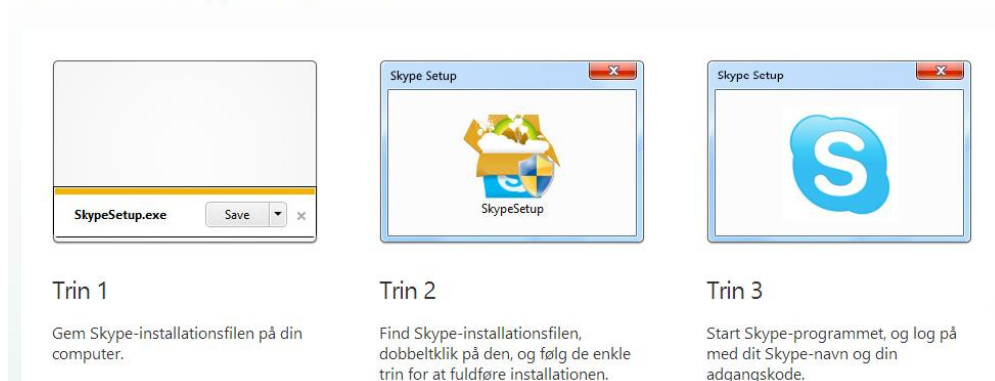 SkypeSetup.exe
Save
Skype Setup
SkypeSetup
Skype Setup
S
Trin 1
Gem Skype-installationsfilen på din
computer.
Trin 2
Find Skype-installationsfilen,
dobbeltklik på den, og følg de enkle
trin for at fuldføre installationen.
Trin 3
Start Skype-programmet, og log på
med dit Skype-navn og din
adgangskode.